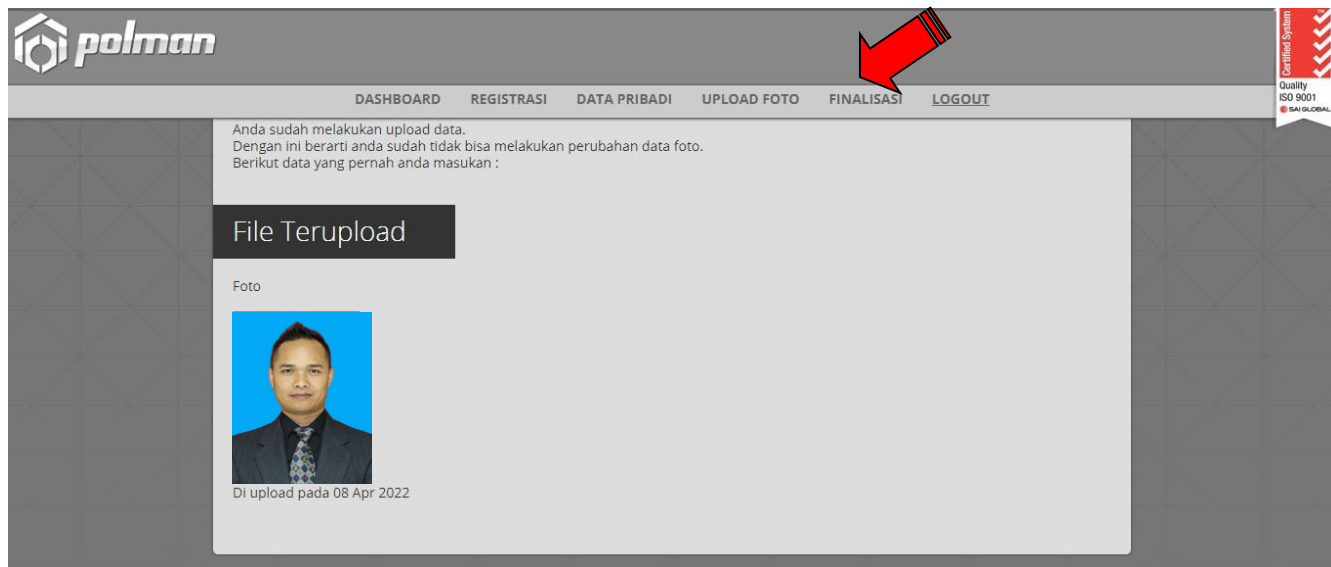 polman
Certified System
TM
Quality
ISO 9001
SAI GLOBAL
DASHBOARD REGISTRASI DATA PRIBADI UPLOAD FOTO FINALISASI LOGOUT
Anda sudah melakukan upload data.
Dengan ini berarti anda sudah tidak bisa melakukan perubahan data foto.
Berikut data yang pernah anda masukan :
File Terupload
Foto
Di upload pada 08 Apr 2022